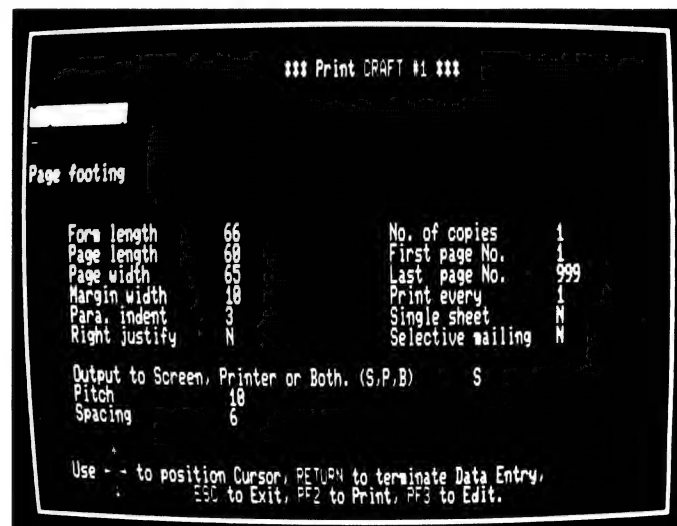 *** Print CRAFT #1 ***
Page footing
Form length 66 No. of copies 1
Page length 60 First page No. 1
Page width 65 Last page No. 999
Margin width 10 Print every 1
Para. indent 3 Single sheet N
Right justify N Selective mailing N
Output to Screen, Printer or Both. (S,P,B) S
Pitch 10
Spacing 6
Use - - to position Cursor, RETURN to terminate Data Entry,
ESC to Exit, PF2 to Print, PF3 to Edit.